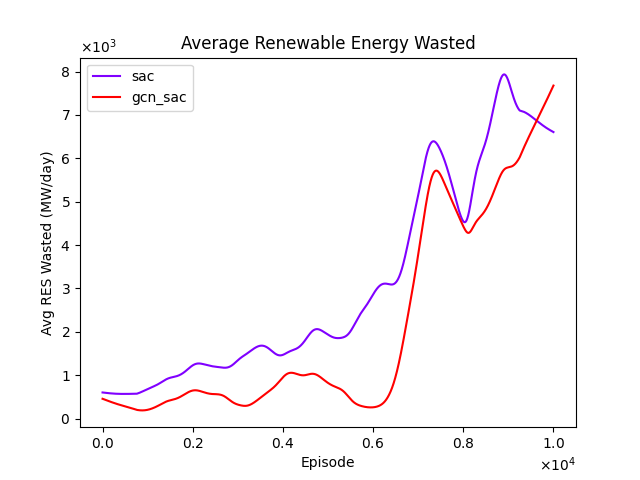 Average Renewable Energy Wasted
×10³
sac
gcn_sac
Avg RES Wasted (MW/day)
8
7
6
5
4
3
2
1
0
0.0 0.2 0.4 0.6 0.8 1.0
Episode
×10⁴